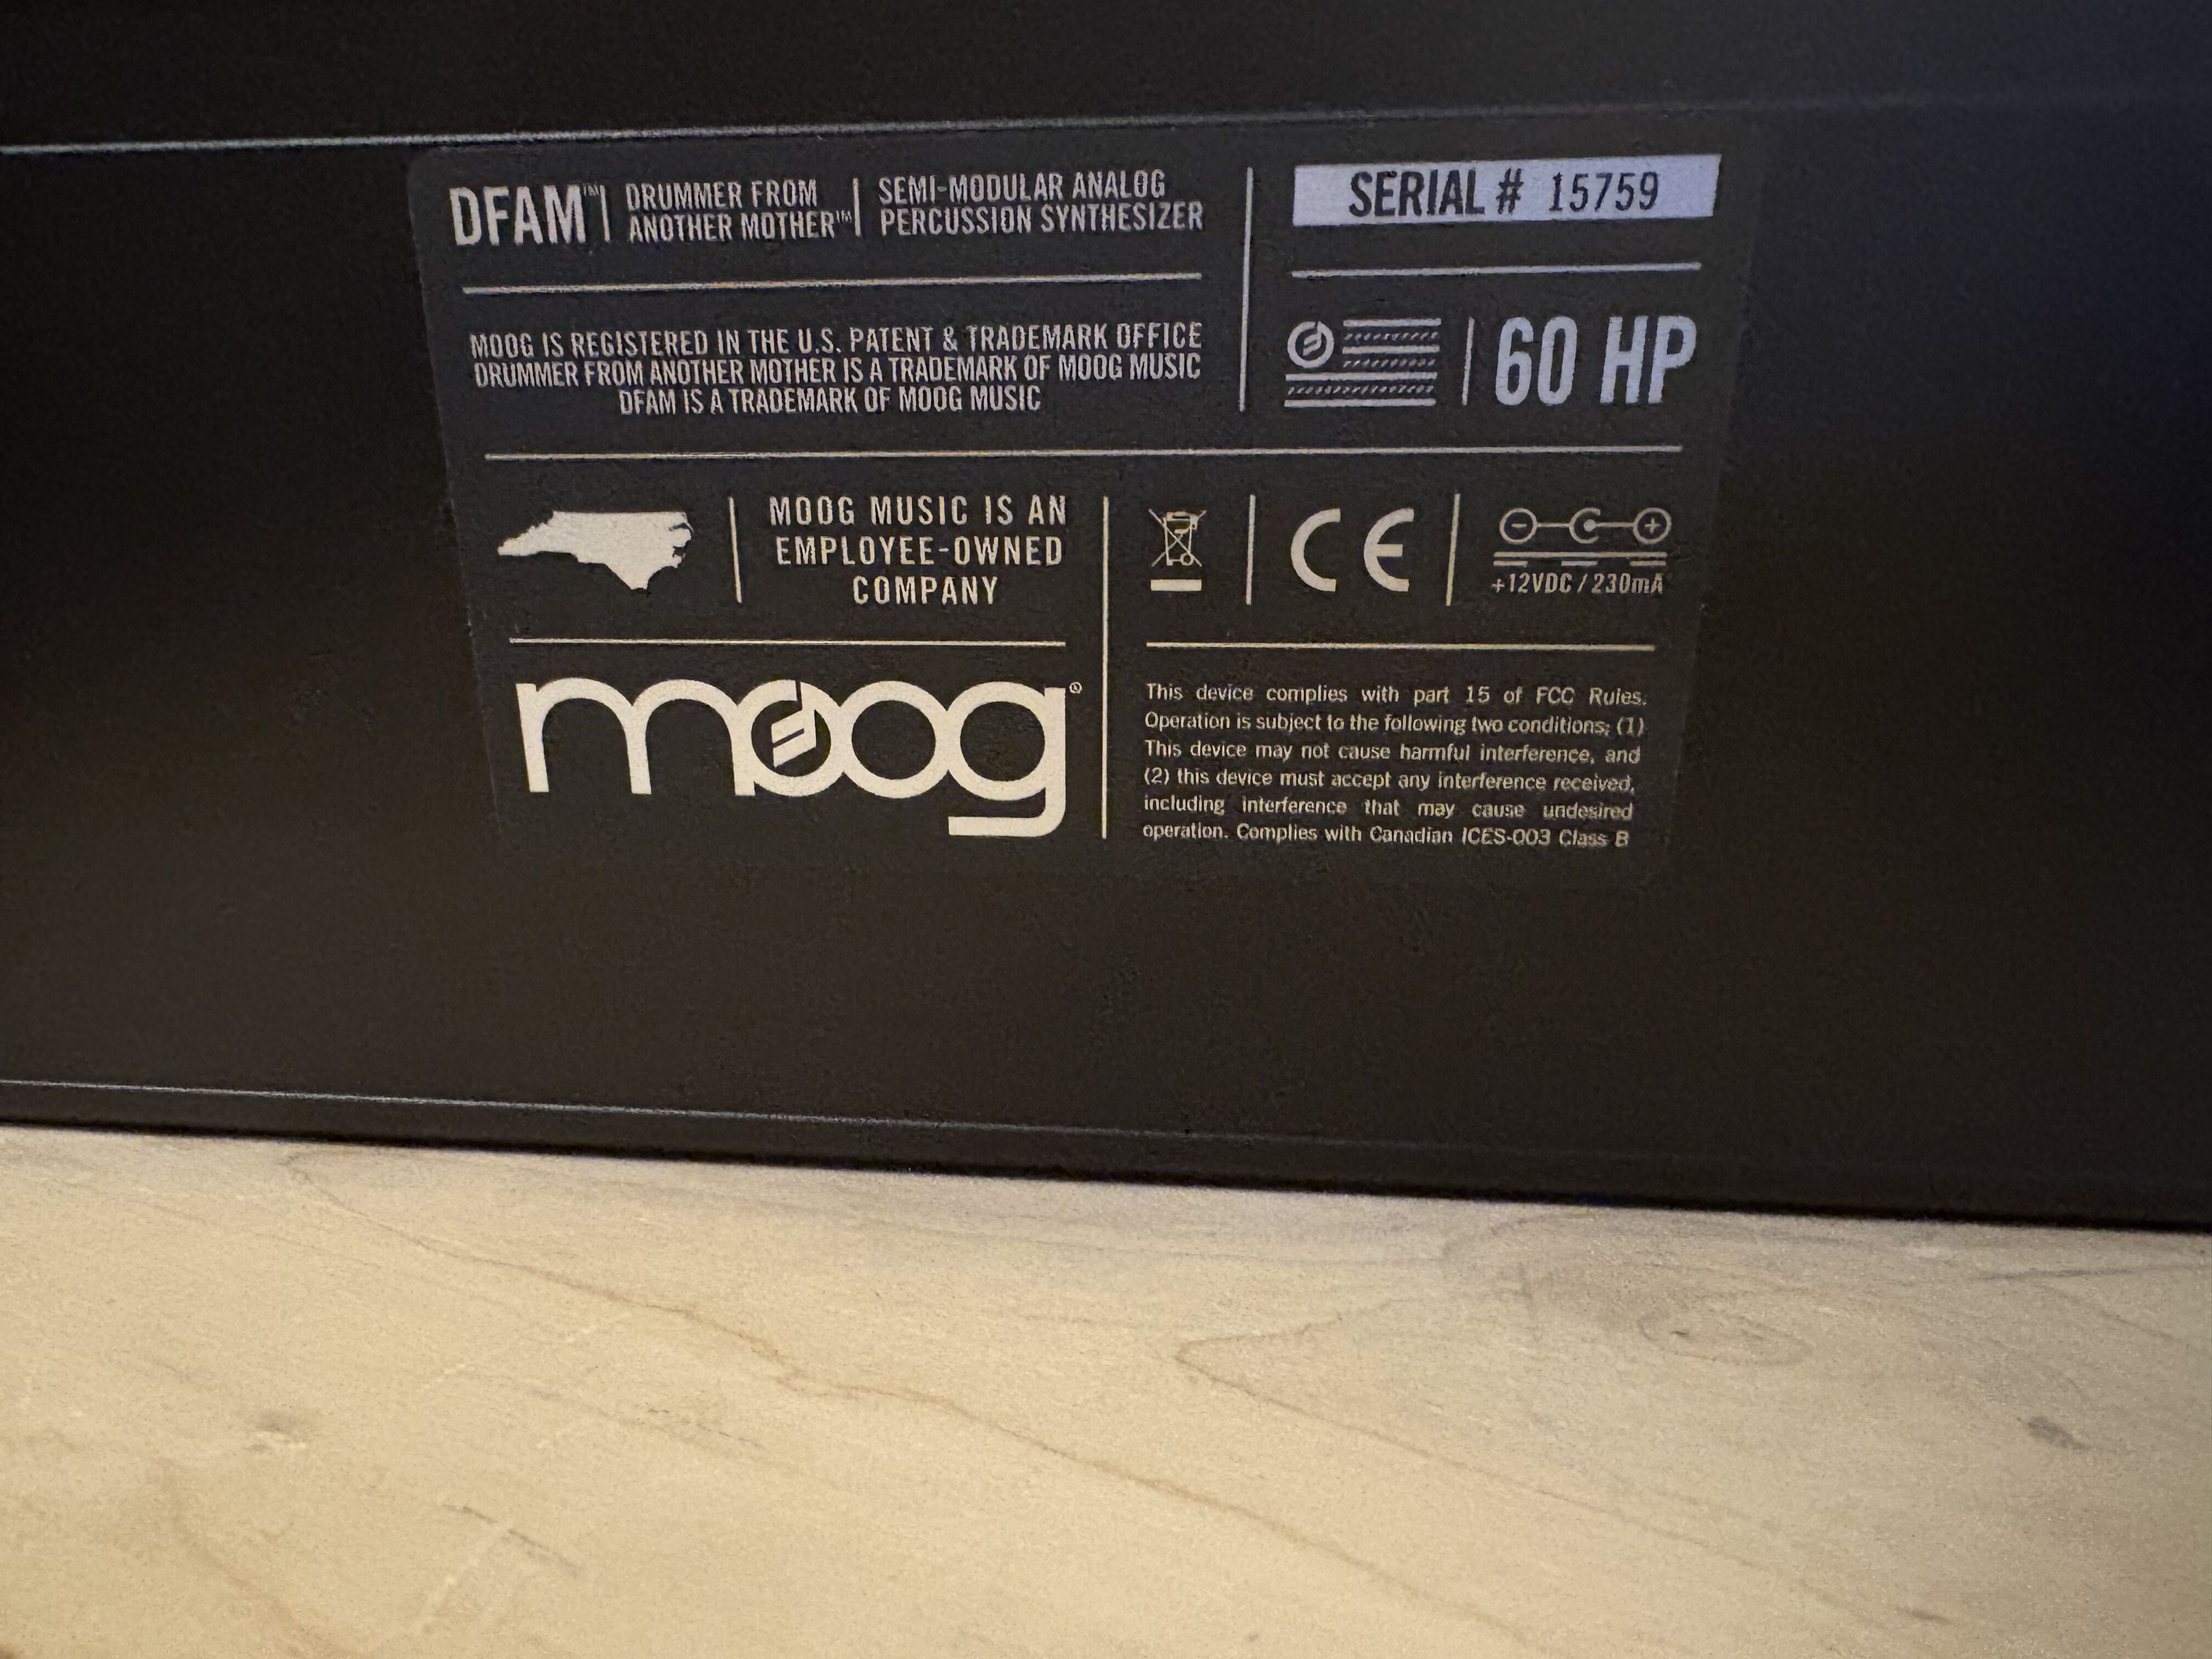 DFAM™ | DRUMMER FROM ANOTHER MOTHER™ | SEMI-MODULAR ANALOG PERCUSSION SYNTHESIZER
SERIAL # 15759
MOOG IS REGISTERED IN THE U.S. PATENT & TRADEMARK OFFICE
DRUMMER FROM ANOTHER MOTHER IS A TRADEMARK OF MOOG MUSIC
DFAM IS A TRADEMARK OF MOOG MUSIC
60 HP
MOOG MUSIC IS AN
EMPLOYEE-OWNED
COMPANY
CE
+12VDC / 230mA
moog®
This device complies with part 15 of FCC Rules.
Operation is subject to the following two conditions; (1)
This device may not cause harmful interference, and
(2) this device must accept any interference received,
including interference that may cause undesired
operation. Complies with Canadian ICES-003 Class B